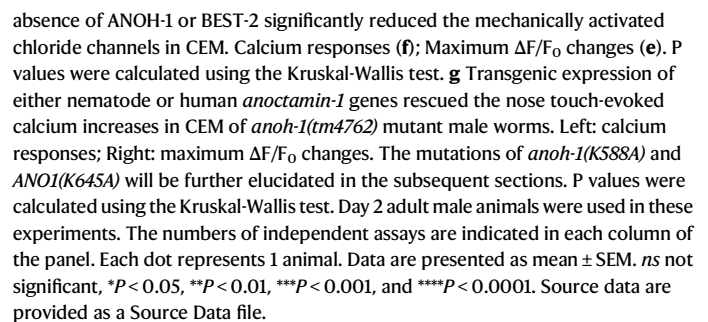 absence of ANOH-1 or BEST-2 significantly reduced the mechanically activated
chloride channels in CEM. Calcium responses (f); Maximum ΔF/F₀ changes (e). P
values were calculated using the Kruskal-Wallis test. g Transgenic expression of
either nematode or human anoctamin-1 genes rescued the nose touch-evoked
calcium increases in CEM of anoh-1(tm4762) mutant male worms. Left: calcium
responses; Right: maximum ΔF/F₀ changes. The mutations of anoh-1(K588A) and
ANO1(K645A) will be further elucidated in the subsequent sections. P values were
calculated using the Kruskal-Wallis test. Day 2 adult male animals were used in these
experiments. The numbers of independent assays are indicated in each column of
the panel. Each dot represents 1 animal. Data are presented as mean ± SEM. ns not
significant, *P < 0.05, **P < 0.01, ***P < 0.001, and ****P < 0.0001. Source data are
provided as a Source Data file.